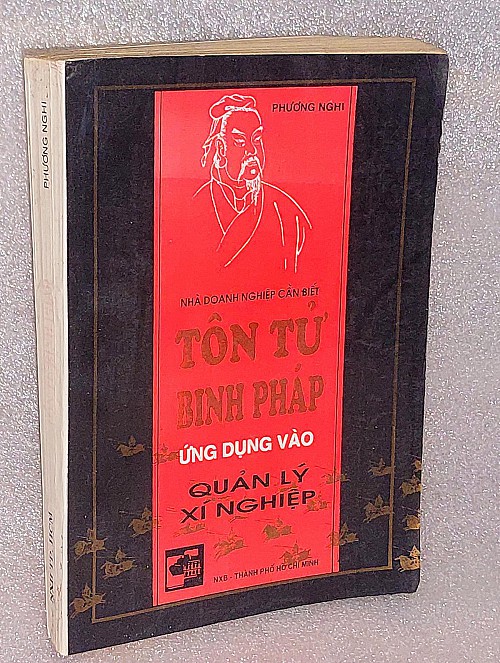 PHƯƠNG NGHI
PHƯƠNG NGHI
NHÀ DOANH NGHIỆP CẦN BIẾT
TÔN TỬ
BINH PHÁP
ỨNG DỤNG VÀO
QUẢN LÝ
XÍ NGHIỆP
NXB - THÀNH PHỐ HỒ CHÍ MINH